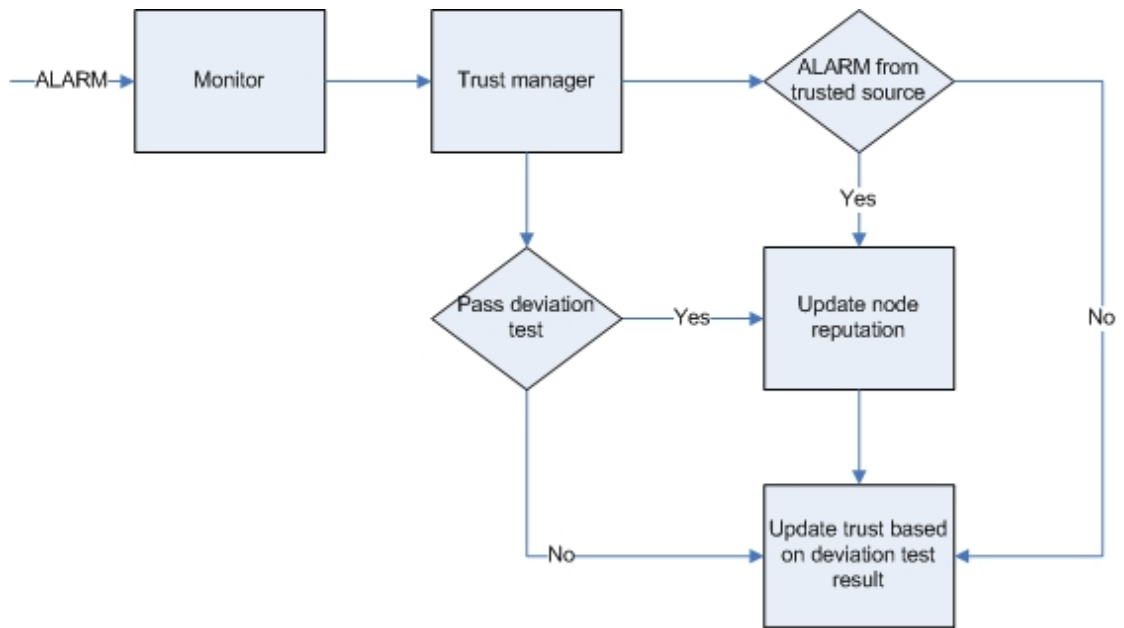 ALARM
Monitor
Trust manager
ALARM from
trusted source
Yes
Pass deviation
test
Yes
Update node
reputation
No
No
Update trust based
on deviation test
result